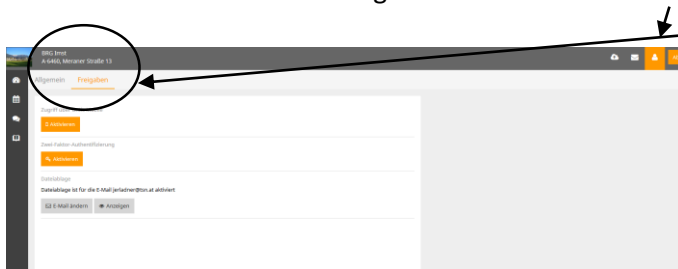 BRG Imst
A-6460, Meraner Straße 13
Allgemein Freigaben
Zugriff
Aktivieren
Zwei-Faktor-Authentifizierung
Aktivieren
Dateiablage
Dateiablage ist für die E-Mail jerladner@tsn.at aktiviert
E-Mail ändern Anzeigen